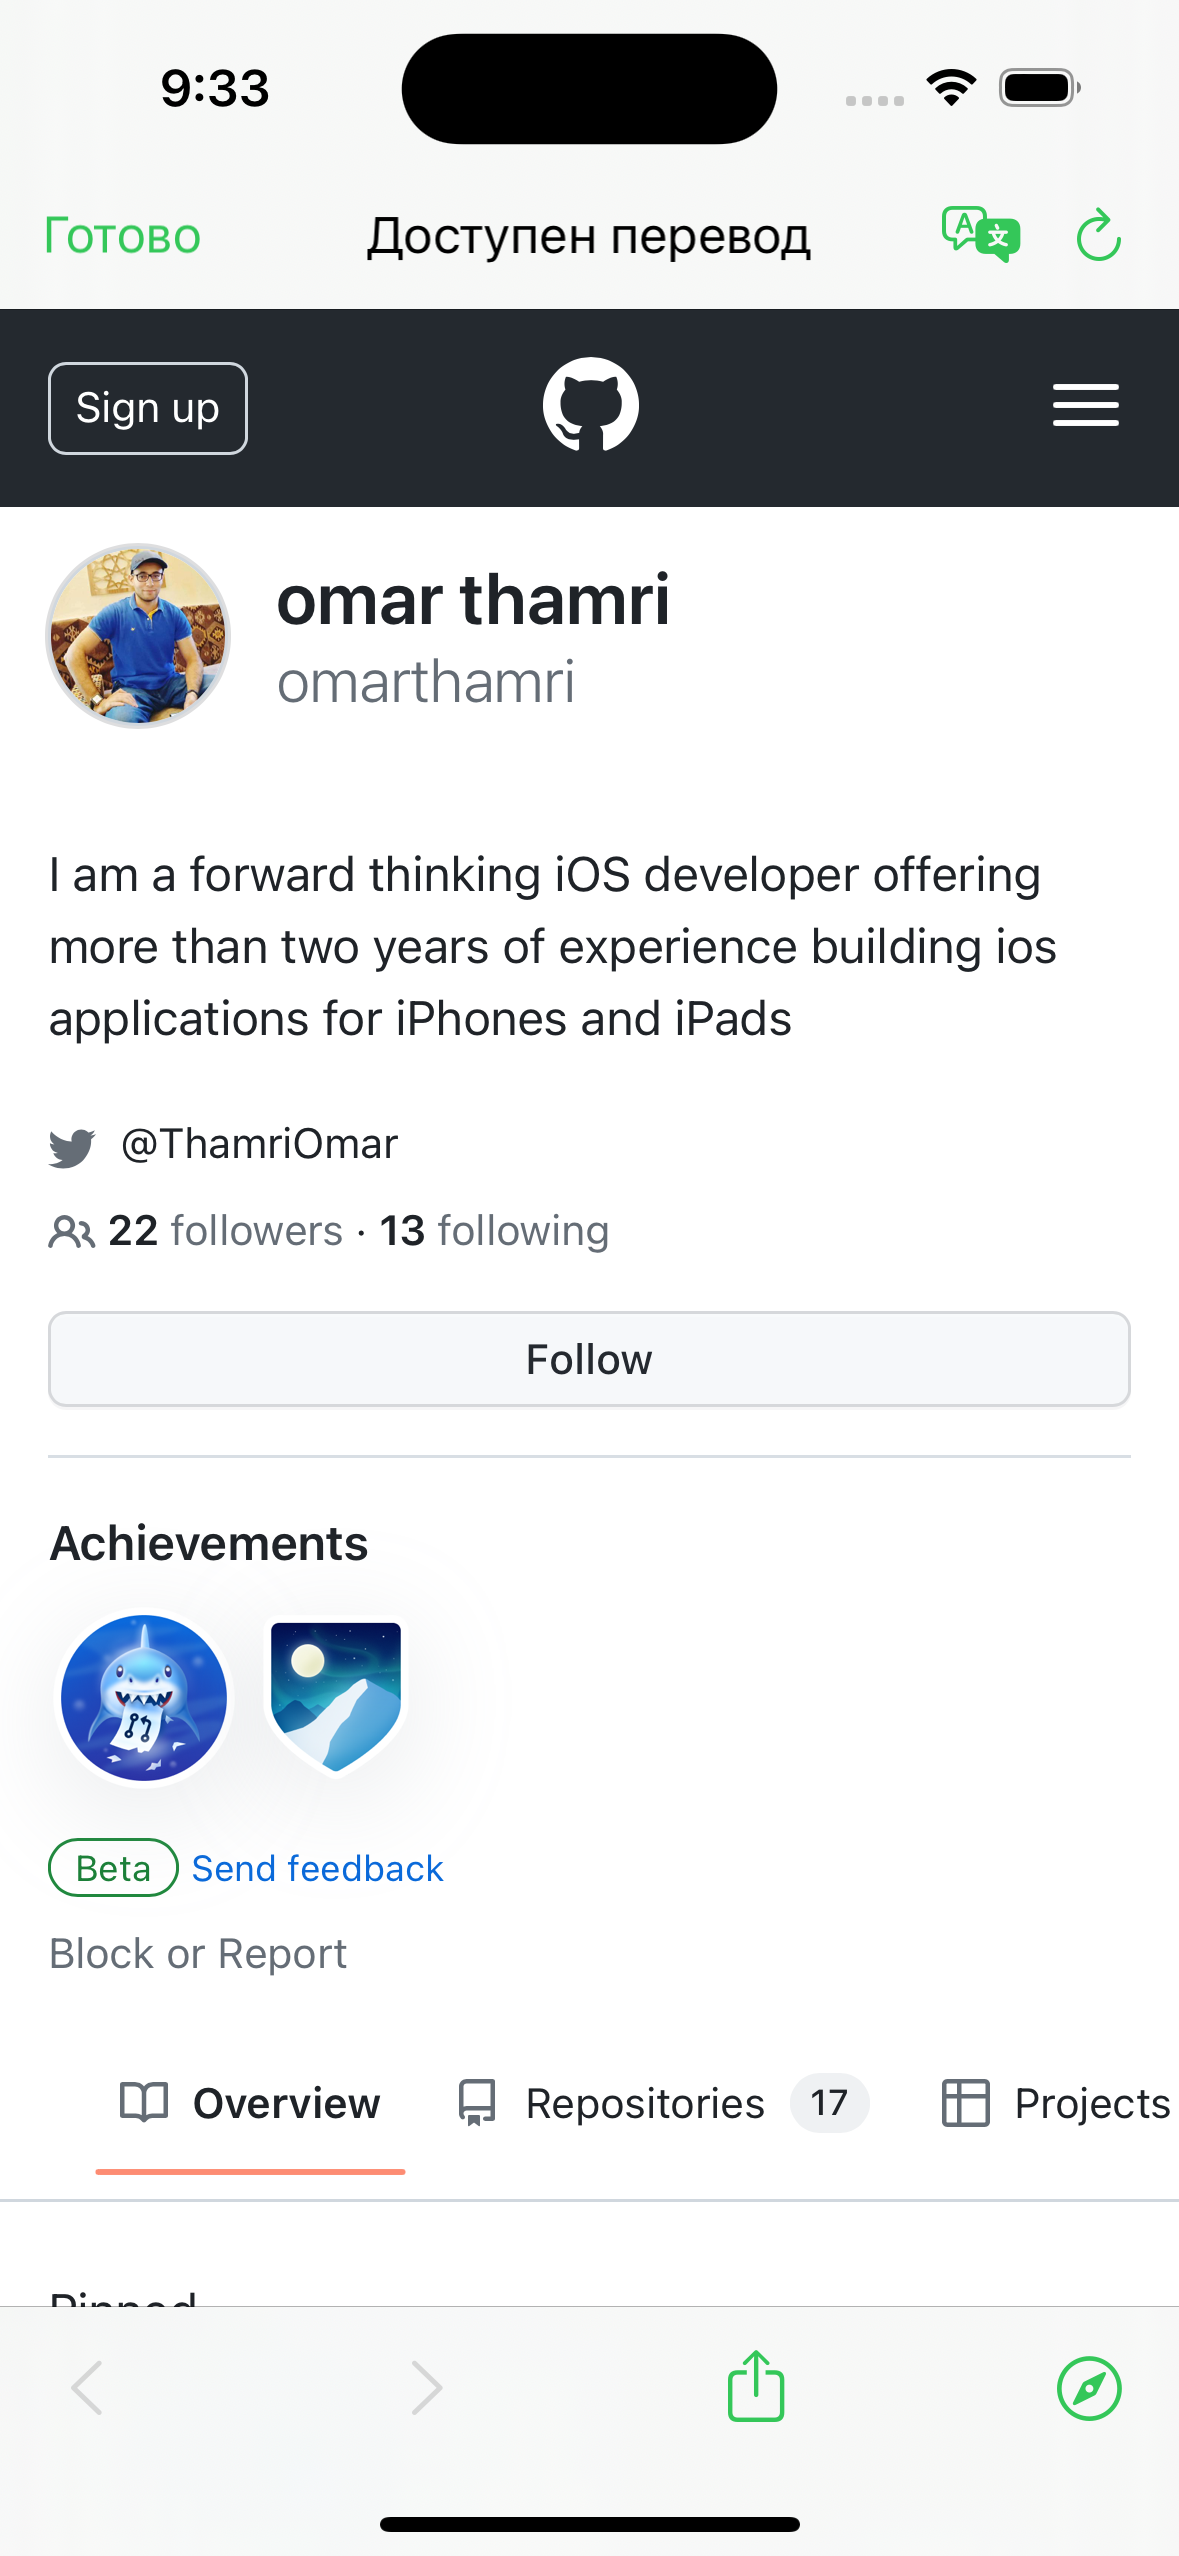 9:33
Готово
Доступен перевод
Sign up
omar thamri
omarthamri
I am a forward thinking iOS developer offering
more than two years of experience building ios
applications for iPhones and iPads
@ThamriOmar
22 followers · 13 following
Follow
Achievements
Beta Send feedback
Block or Report
Overview Repositories 17 Projects
Pinned